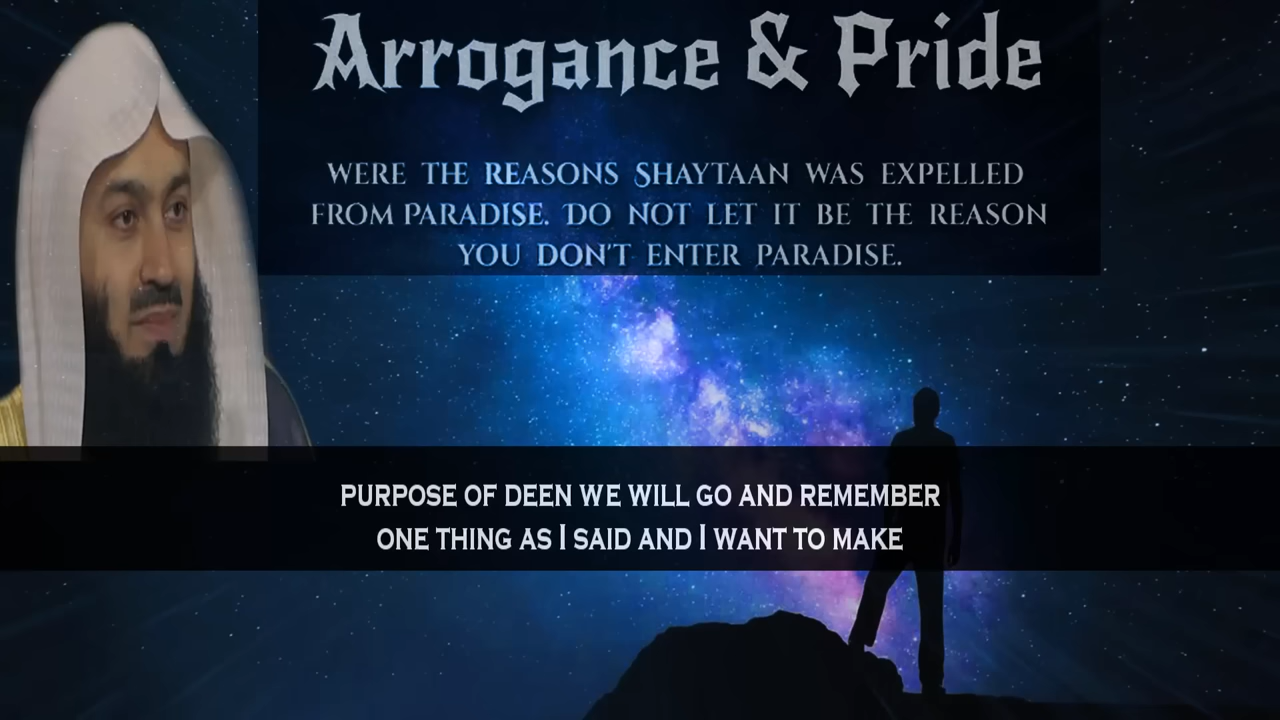 Arrogance & Pride
WERE THE REASONS SHAYTAAN WAS EXPELLED
FROM PARADISE. DO NOT LET IT BE THE REASON
YOU DON'T ENTER PARADISE.
PURPOSE OF DEEN WE WILL GO AND REMEMBER
ONE THING AS I SAID AND I WANT TO MAKE